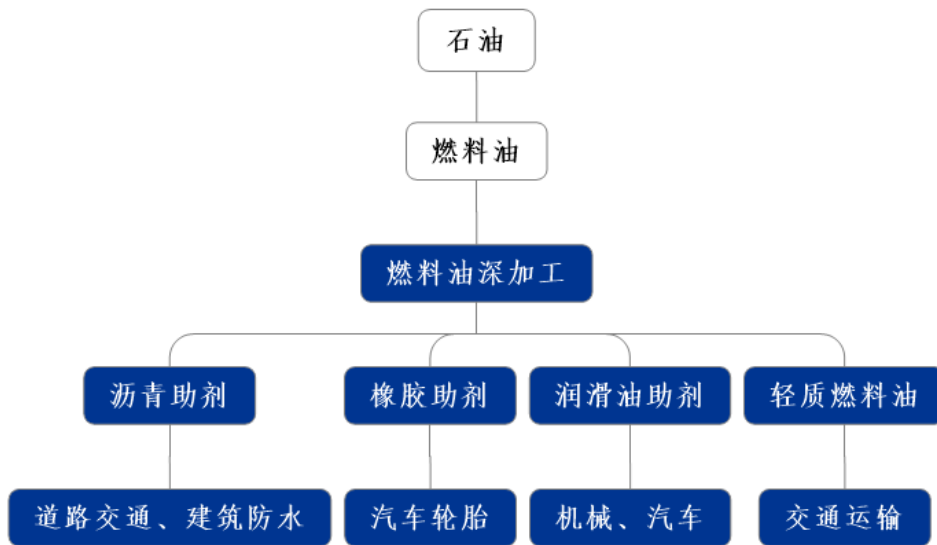 石油
燃料油
燃料油深加工
沥青助剂
橡胶助剂
润滑油助剂
轻质燃料油
道路交通、建筑防水
汽车轮胎
机械、汽车
交通运输